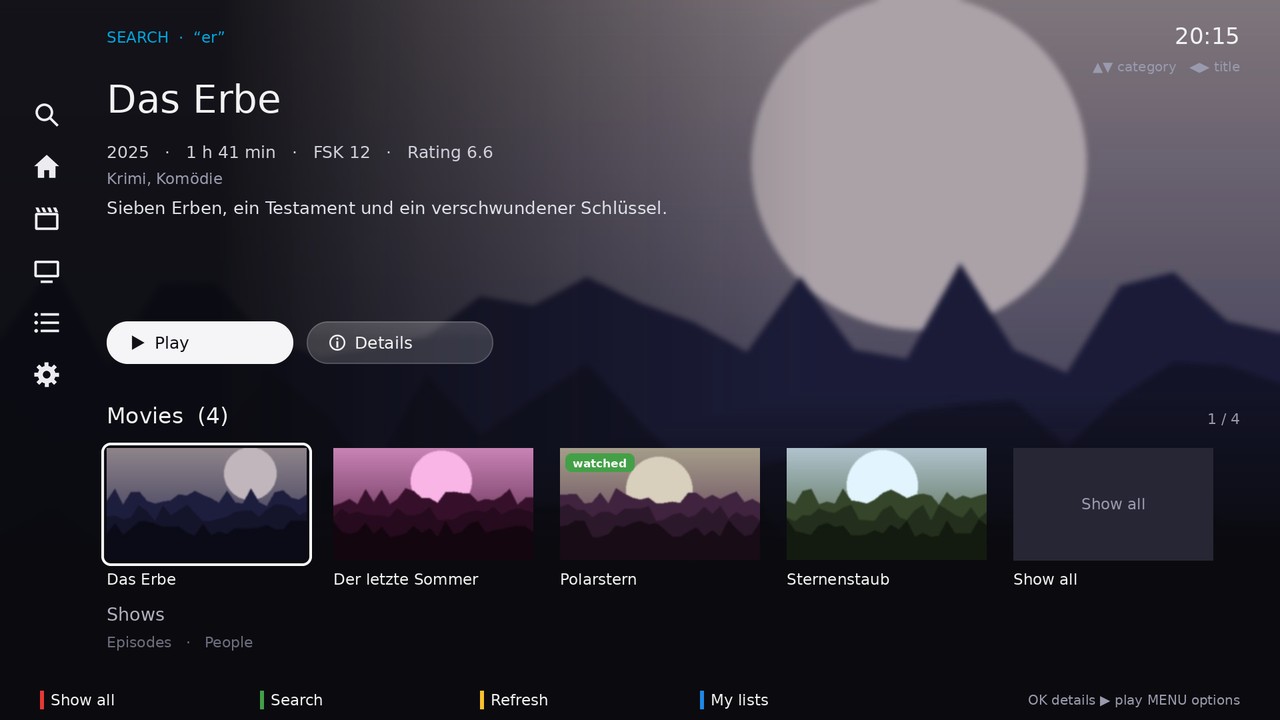 SEARCH · “er”
20:15
▲▼ category ◀▶ title
Das Erbe
2025 · 1 h 41 min · FSK 12 · Rating 6.6
Krimi, Komödie
Sieben Erben, ein Testament und ein verschwundener Schlüssel.
Play
Details
Movies (4)
1 / 4
watched
Show all
Das Erbe
Der letzte Sommer
Polarstern
Sternenstaub
Show all
Shows
Episodes · People
Show all
Search
Refresh
My lists
OK details ▶ play MENU options